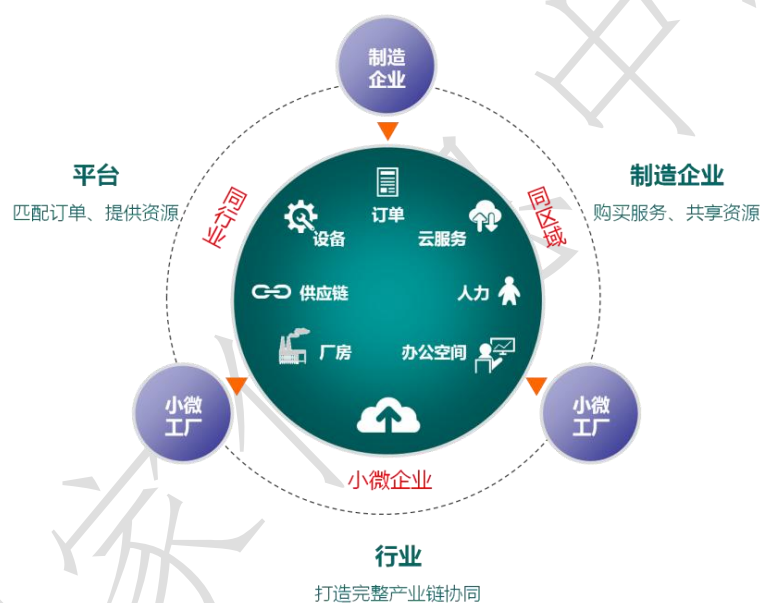 制造
企业
平台
匹配订单、提供资源
制造企业
购买服务、共享资源
同行业
同区域
订单
设备
云服务
供应链
人力
厂房
办公空间
小微
工厂
小微
工厂
小微企业
行业
打造完整产业链协同